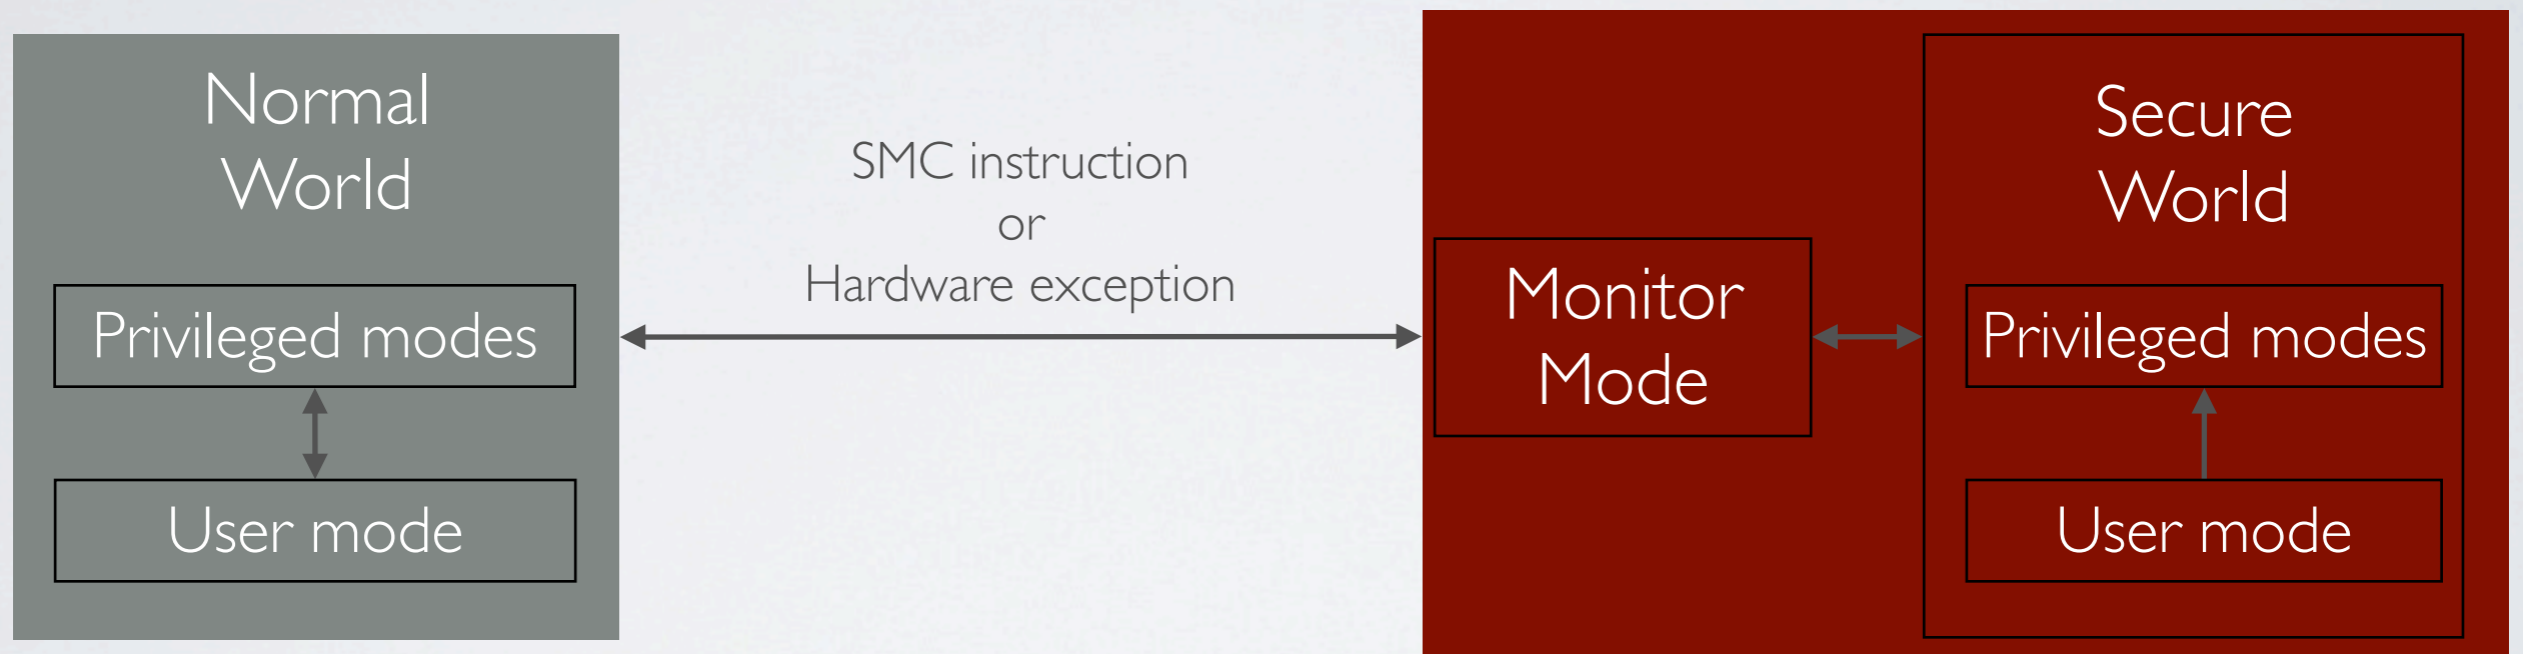 Normal
World
Privileged modes
User mode
SMC instruction
or
Hardware exception
Monitor
Mode
Secure
World
Privileged modes
User mode